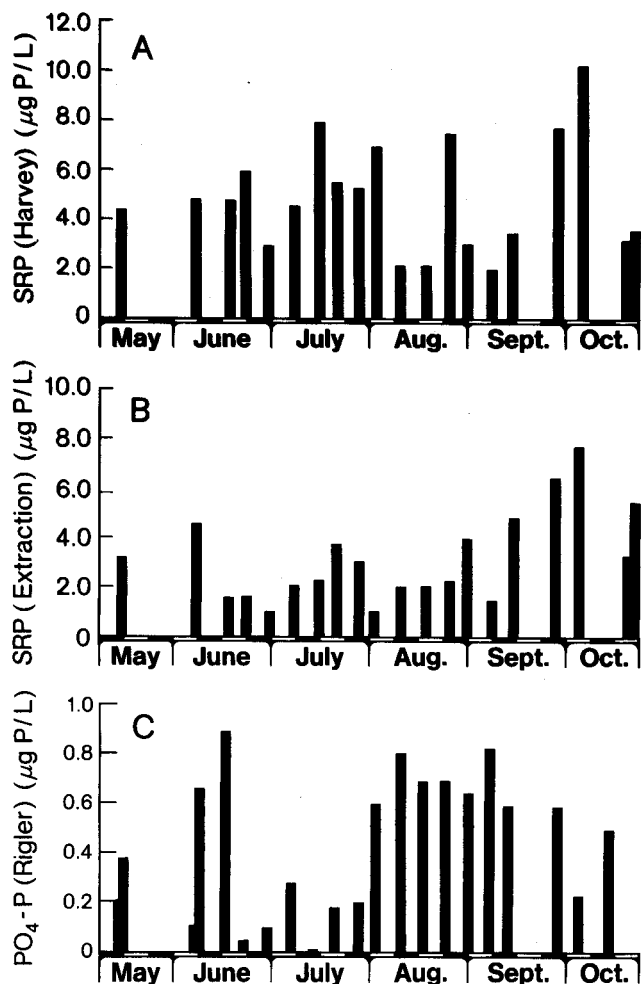 A
SRP (Harvey) (μg P/L)
12.0
10.0
8.0
6.0
4.0
2.0
0
May June July Aug. Sept. Oct.
B
SRP (Extraction) (μg P/L)
10.0
8.0
6.0
4.0
2.0
0
May June July Aug. Sept. Oct.
C
PO₄-P (Rigler) (μg P/L)
1.0
0.8
0.6
0.4
0.2
0
May June July Aug. Sept. Oct.